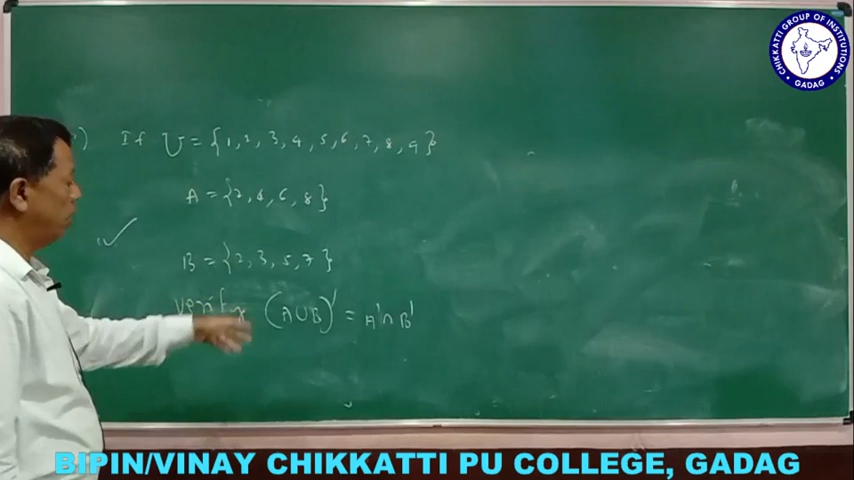 CHIKKATTI GROUP OF INSTITUTIONS
GADAG
) If U = {1, 2, 3, 4, 5, 6, 7, 8, 9}
A = {2, 4, 6, 8}
B = {2, 3, 5, 7}
verify (A∪B)' = A'∩B'
BIPIN/VINAY CHIKKATTI PU COLLEGE, GADAG